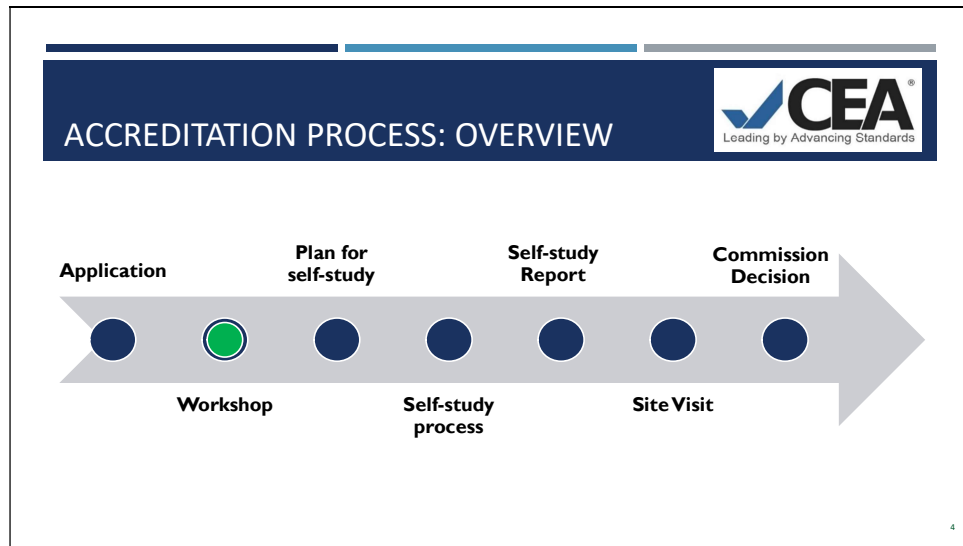 ACCREDITATION PROCESS: OVERVIEW
CEA®
Leading by Advancing Standards
Application
Workshop
Plan for
self-study
Self-study
process
Self-study
Report
Site Visit
Commission
Decision
4